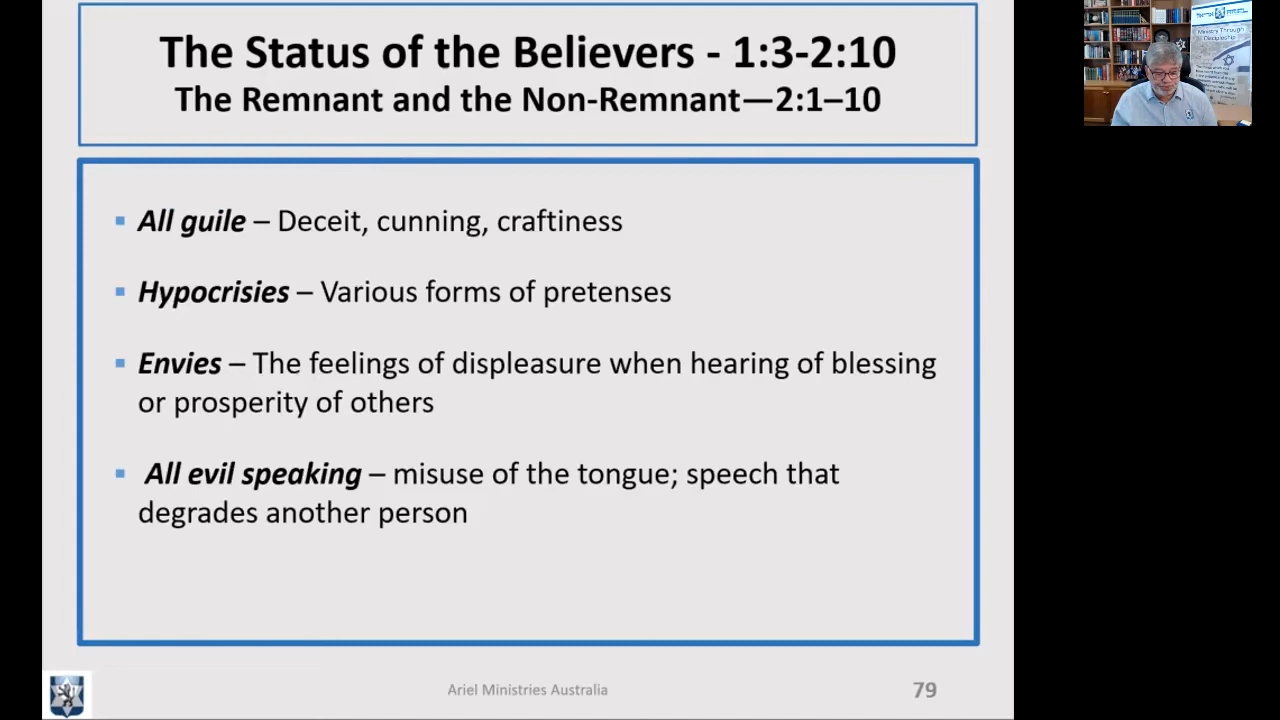 The Status of the Believers - 1:3-2:10
The Remnant and the Non-Remnant—2:1–10
▪ All guile – Deceit, cunning, craftiness
▪ Hypocrisies – Various forms of pretenses
▪ Envies – The feelings of displeasure when hearing of blessing
or prosperity of others
▪ All evil speaking – misuse of the tongue; speech that
degrades another person
Ariel Ministries Australia
79
Ministry Through
Discipleship